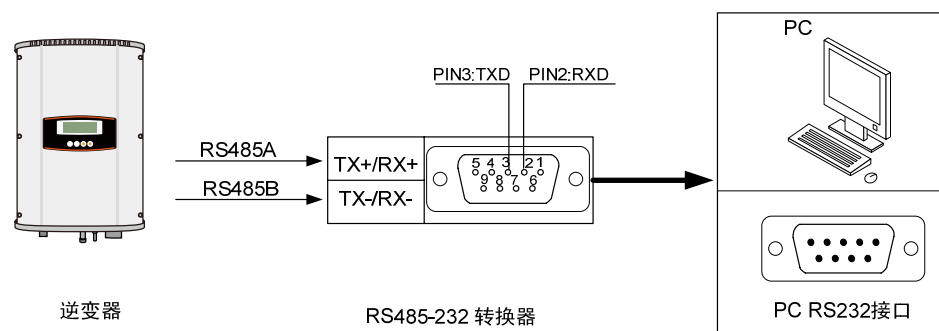 PC
PIN3:TXD PIN2:RXD
RS485A
TX+/RX+
5 4 3 2 1
9 8 7 6
RS485B
TX-/RX-
逆变器
RS485-232 转换器
PC RS232接口